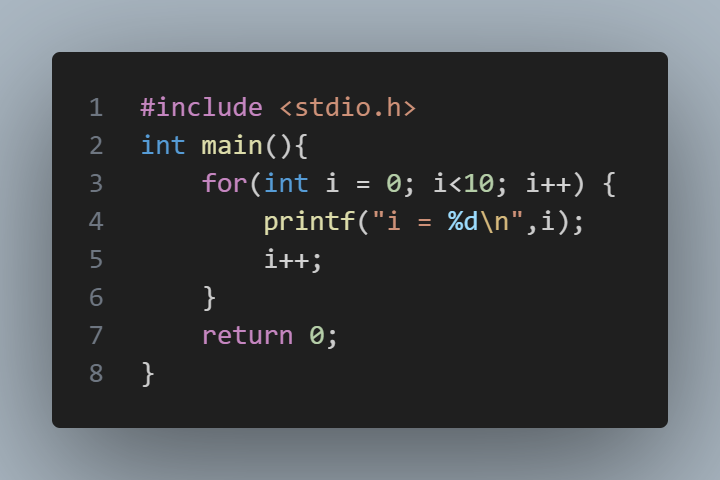 1 #include <stdio.h>
2 int main(){
3     for(int i = 0; i<10; i++) {
4         printf("i = %d\n",i);
5         i++;
6     }
7     return 0;
8 }